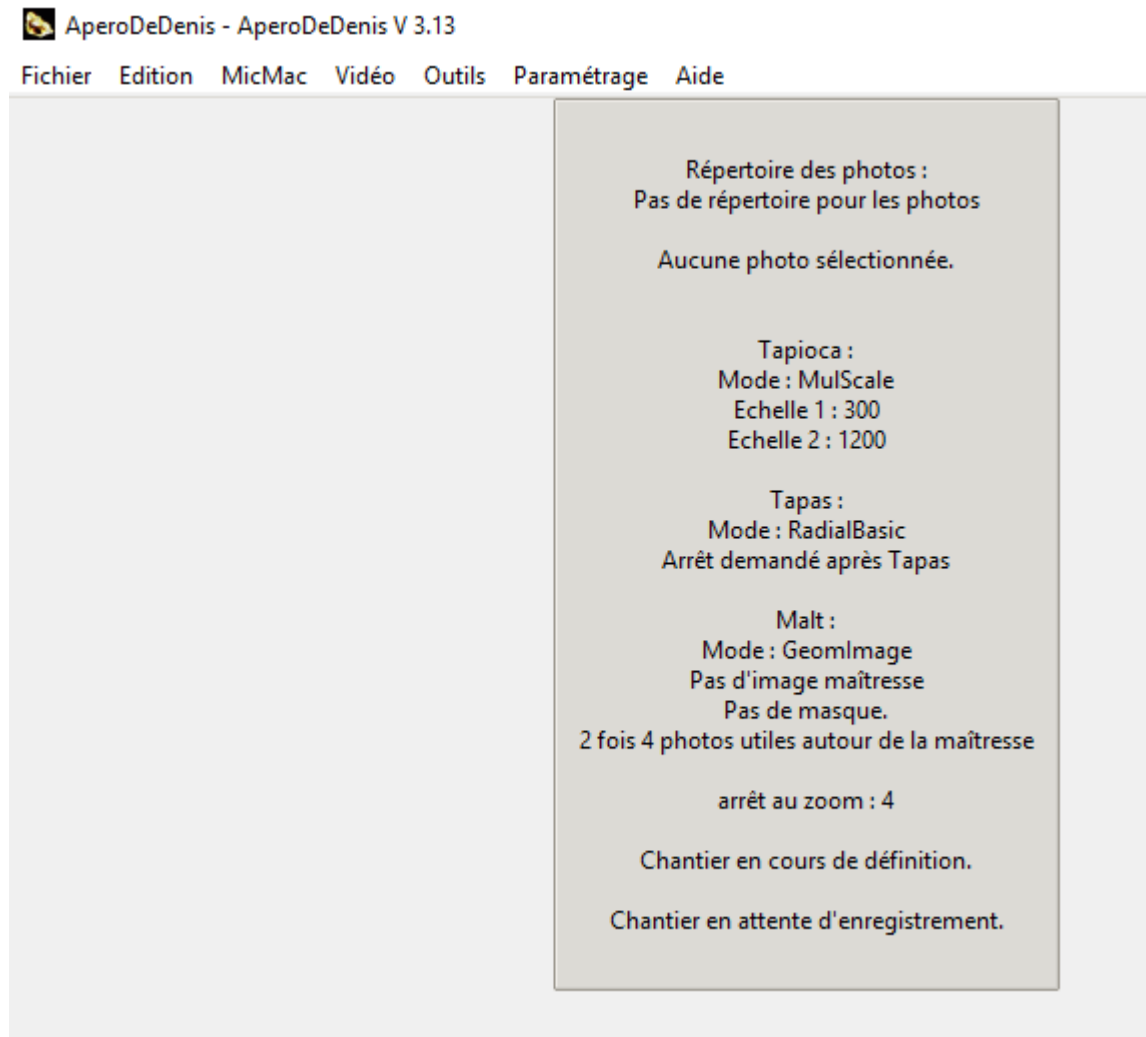 AperoDeDenis - AperoDeDenis V 3.13
Fichier Edition MicMac Vidéo Outils Paramétrage Aide
Répertoire des photos :
Pas de répertoire pour les photos
Aucune photo sélectionnée.
Tapioca :
Mode : MulScale
Echelle 1 : 300
Echelle 2 : 1200
Tapas :
Mode : RadialBasic
Arrêt demandé après Tapas
Malt :
Mode : GeomImage
Pas d'image maîtresse
Pas de masque.
2 fois 4 photos utiles autour de la maîtresse
arrêt au zoom : 4
Chantier en cours de définition.
Chantier en attente d'enregistrement.